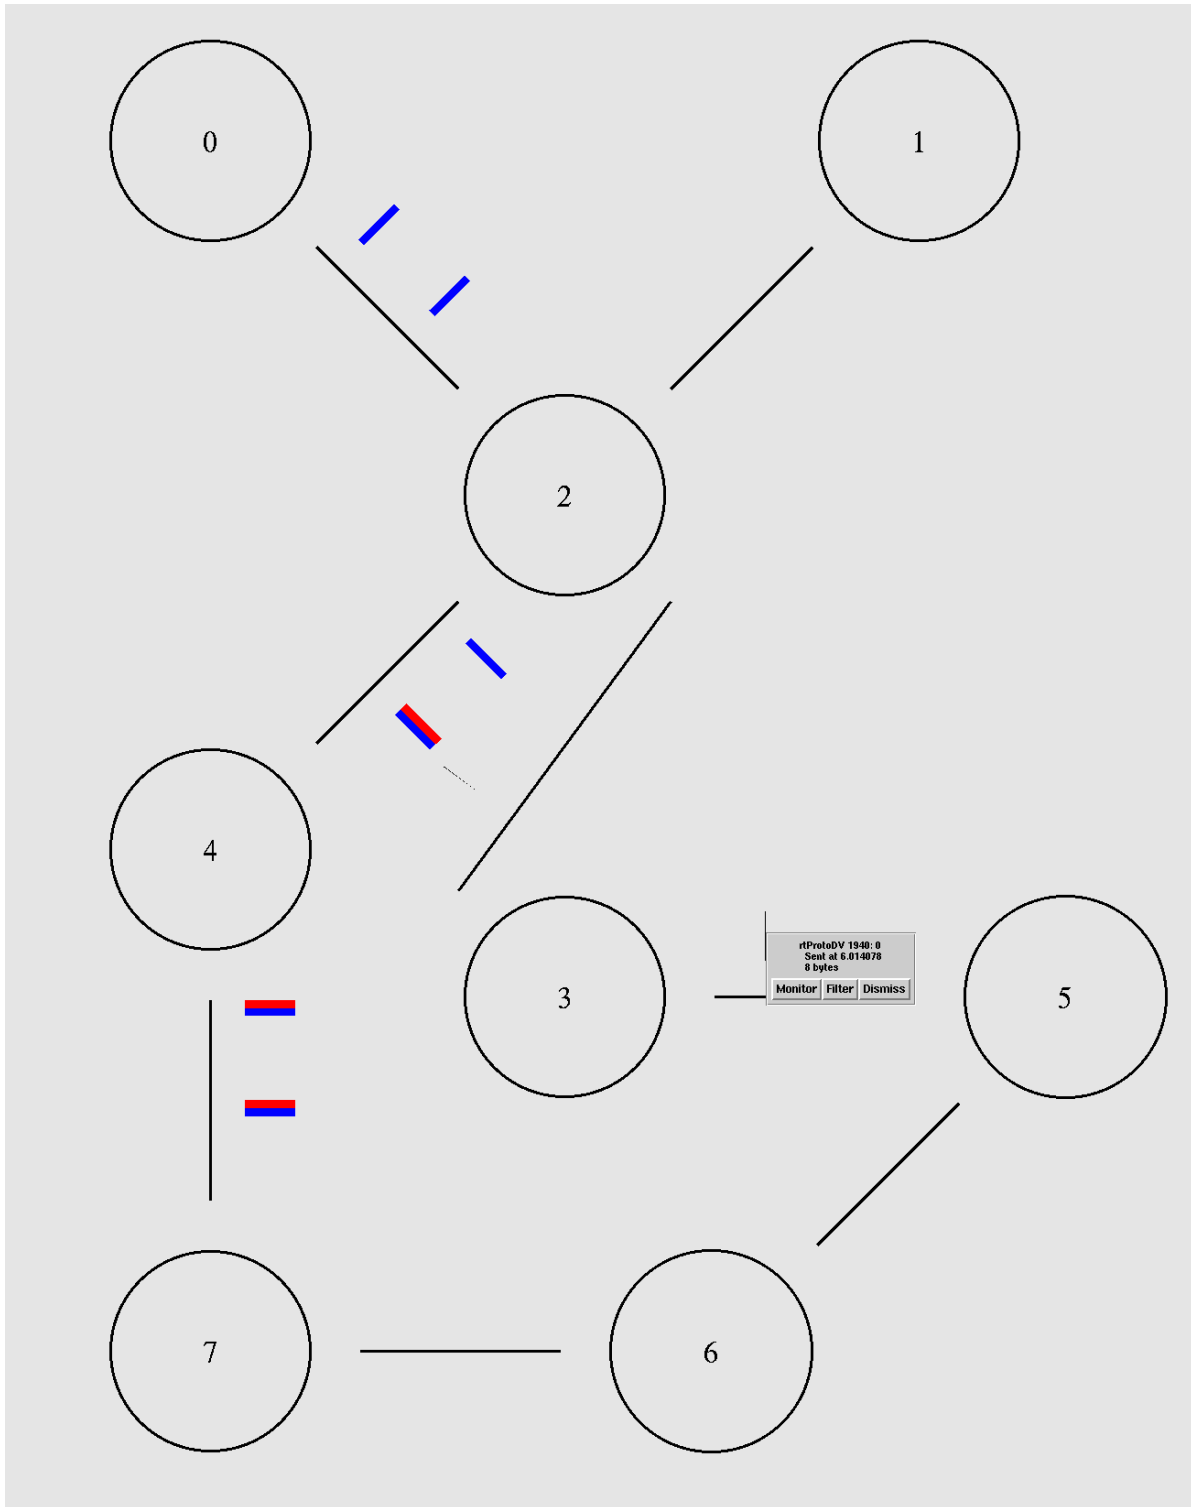 0
1
2
4
rtProtoDV 1940: 0
Sent at 6.014078
8 bytes
Monitor Filter Dismiss
3
5
7
6